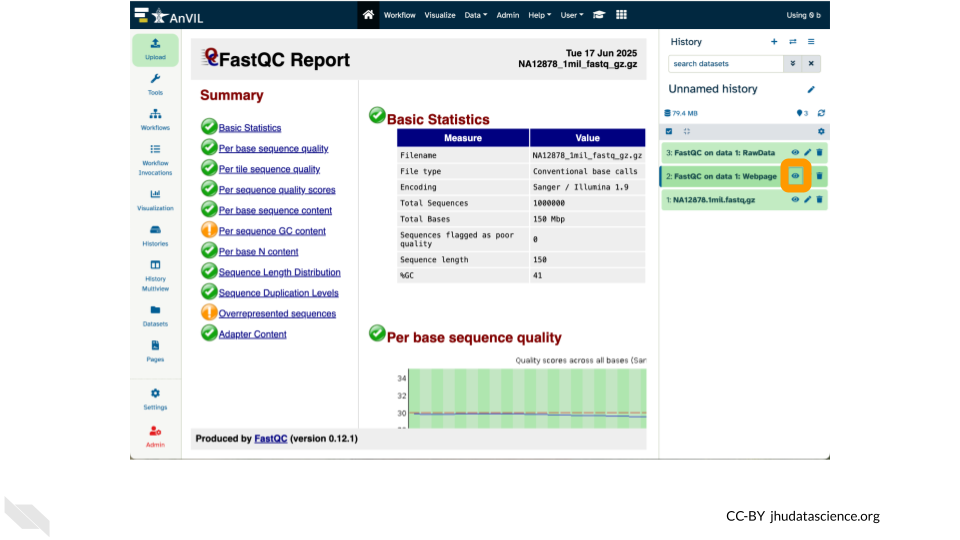 AnVIL
Workflow Visualize Data Admin Help User
Using 0 b
Upload
Tools
Workflows
Workflow
Invocations
Visualization
Histories
History
Multiview
Datasets
Pages
Settings
Admin
FastQC Report
Tue 17 Jun 2025
NA12878_1mil_fastq_gz.gz
Summary
Basic Statistics
Per base sequence quality
Per tile sequence quality
Per sequence quality scores
Per base sequence content
Per sequence GC content
Per base N content
Sequence Length Distribution
Sequence Duplication Levels
Overrepresented sequences
Adapter Content
Basic Statistics
Measure Value
Filename NA12878_1mil_fastq_gz.gz
File type Conventional base calls
Encoding Sanger / Illumina 1.9
Total Sequences 1000000
Total Bases 150 Mbp
Sequences flagged as poor
quality 0
Sequence length 150
%GC 41
Per base sequence quality
Quality scores across all bases (San
34
32
30
Produced by FastQC (version 0.12.1)
History
search datasets
Unnamed history
79.4 MB
3
3: FastQC on data 1: RawData
2: FastQC on data 1: Webpage
1: NA12878.1mil.fastq.gz
CC-BY jhudatascience.org